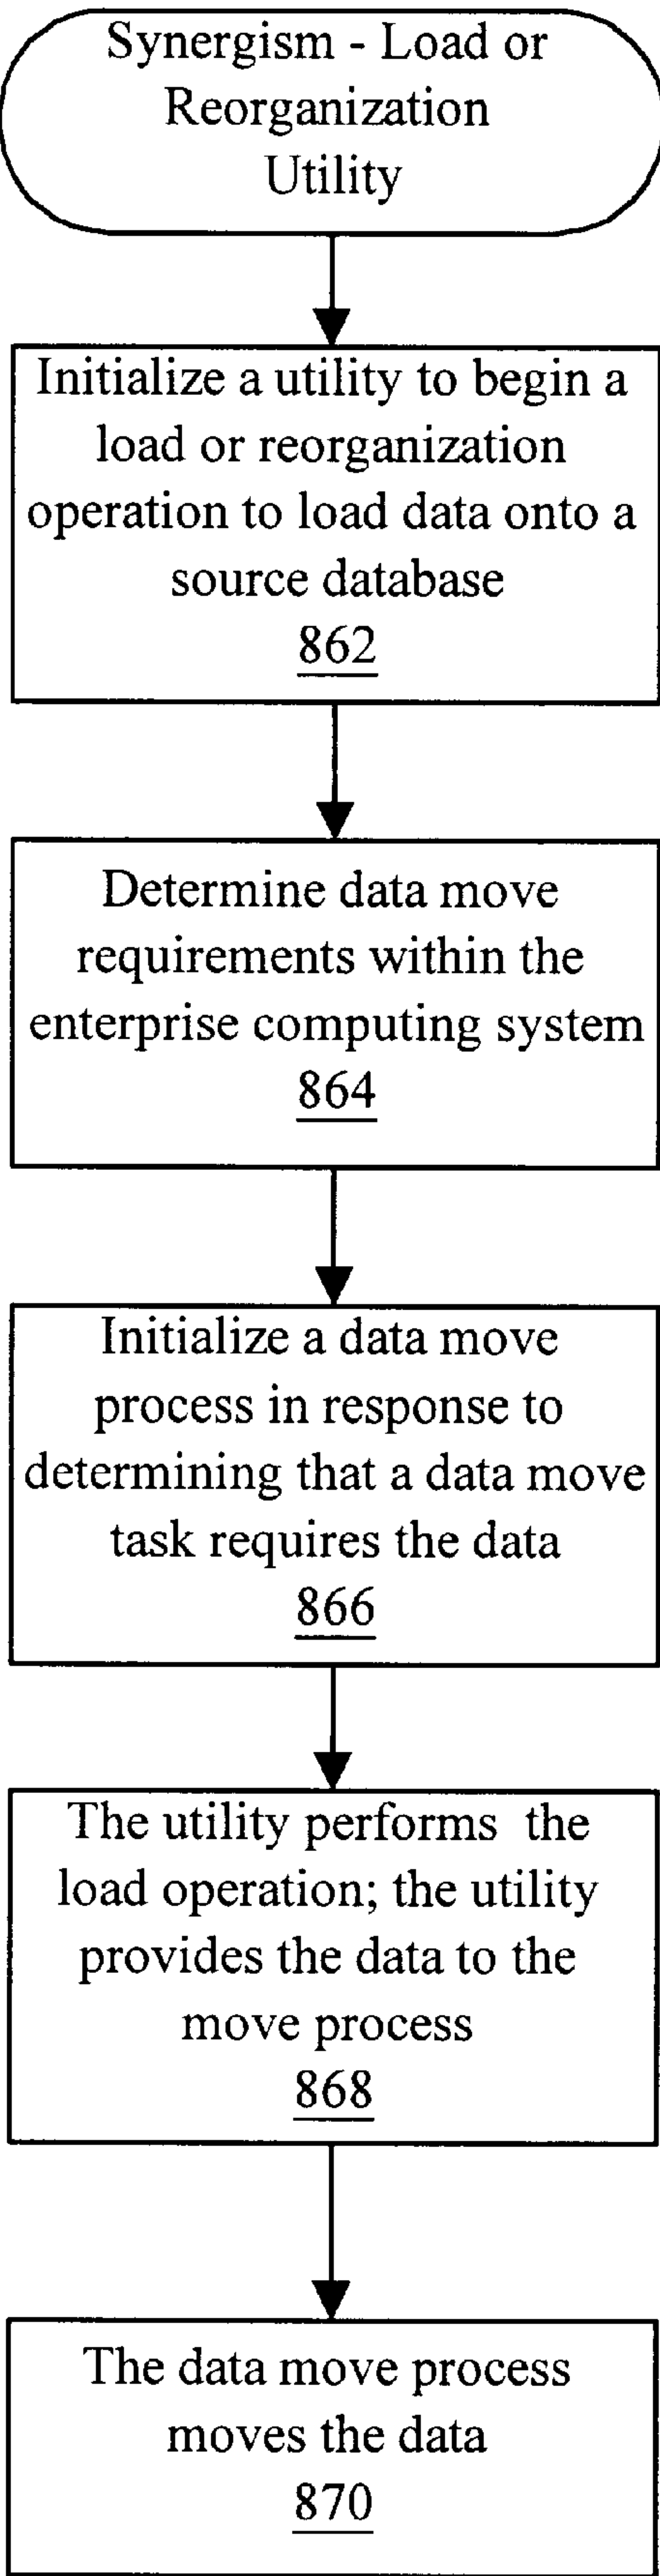 Synergism - Load or
Reorganization
Utility
Initialize a utility to begin a
load or reorganization
operation to load data onto a
source database
862
Determine data move
requirements within the
enterprise computing system
864
Initialize a data move
process in response to
determining that a data move
task requires the data
866
The utility performs the
load operation; the utility
provides the data to the
move process
868
The data move process
moves the data
870